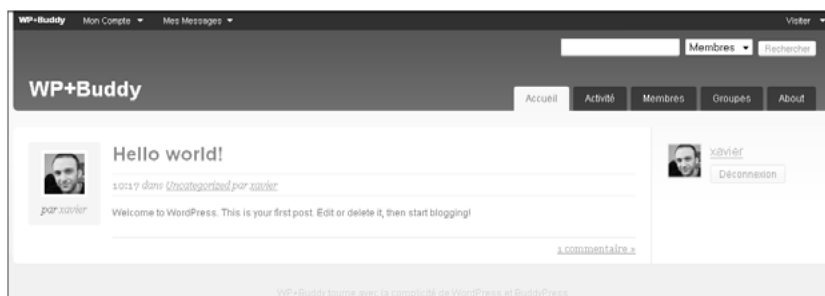 WP+Buddy Mon Compte Mes Messages Visiter
Membres Rechercher
WP+Buddy
Accueil Activité Membres Groupes About
Hello world!
xavier
10:17 dans Uncategorized par xavier
Déconnexion
par xavier
Welcome to WordPress. This is your first post. Edit or delete it, then start blogging!
1 commentaire »
WP+Buddy tourne avec la complicité de WordPress et BuddyPress